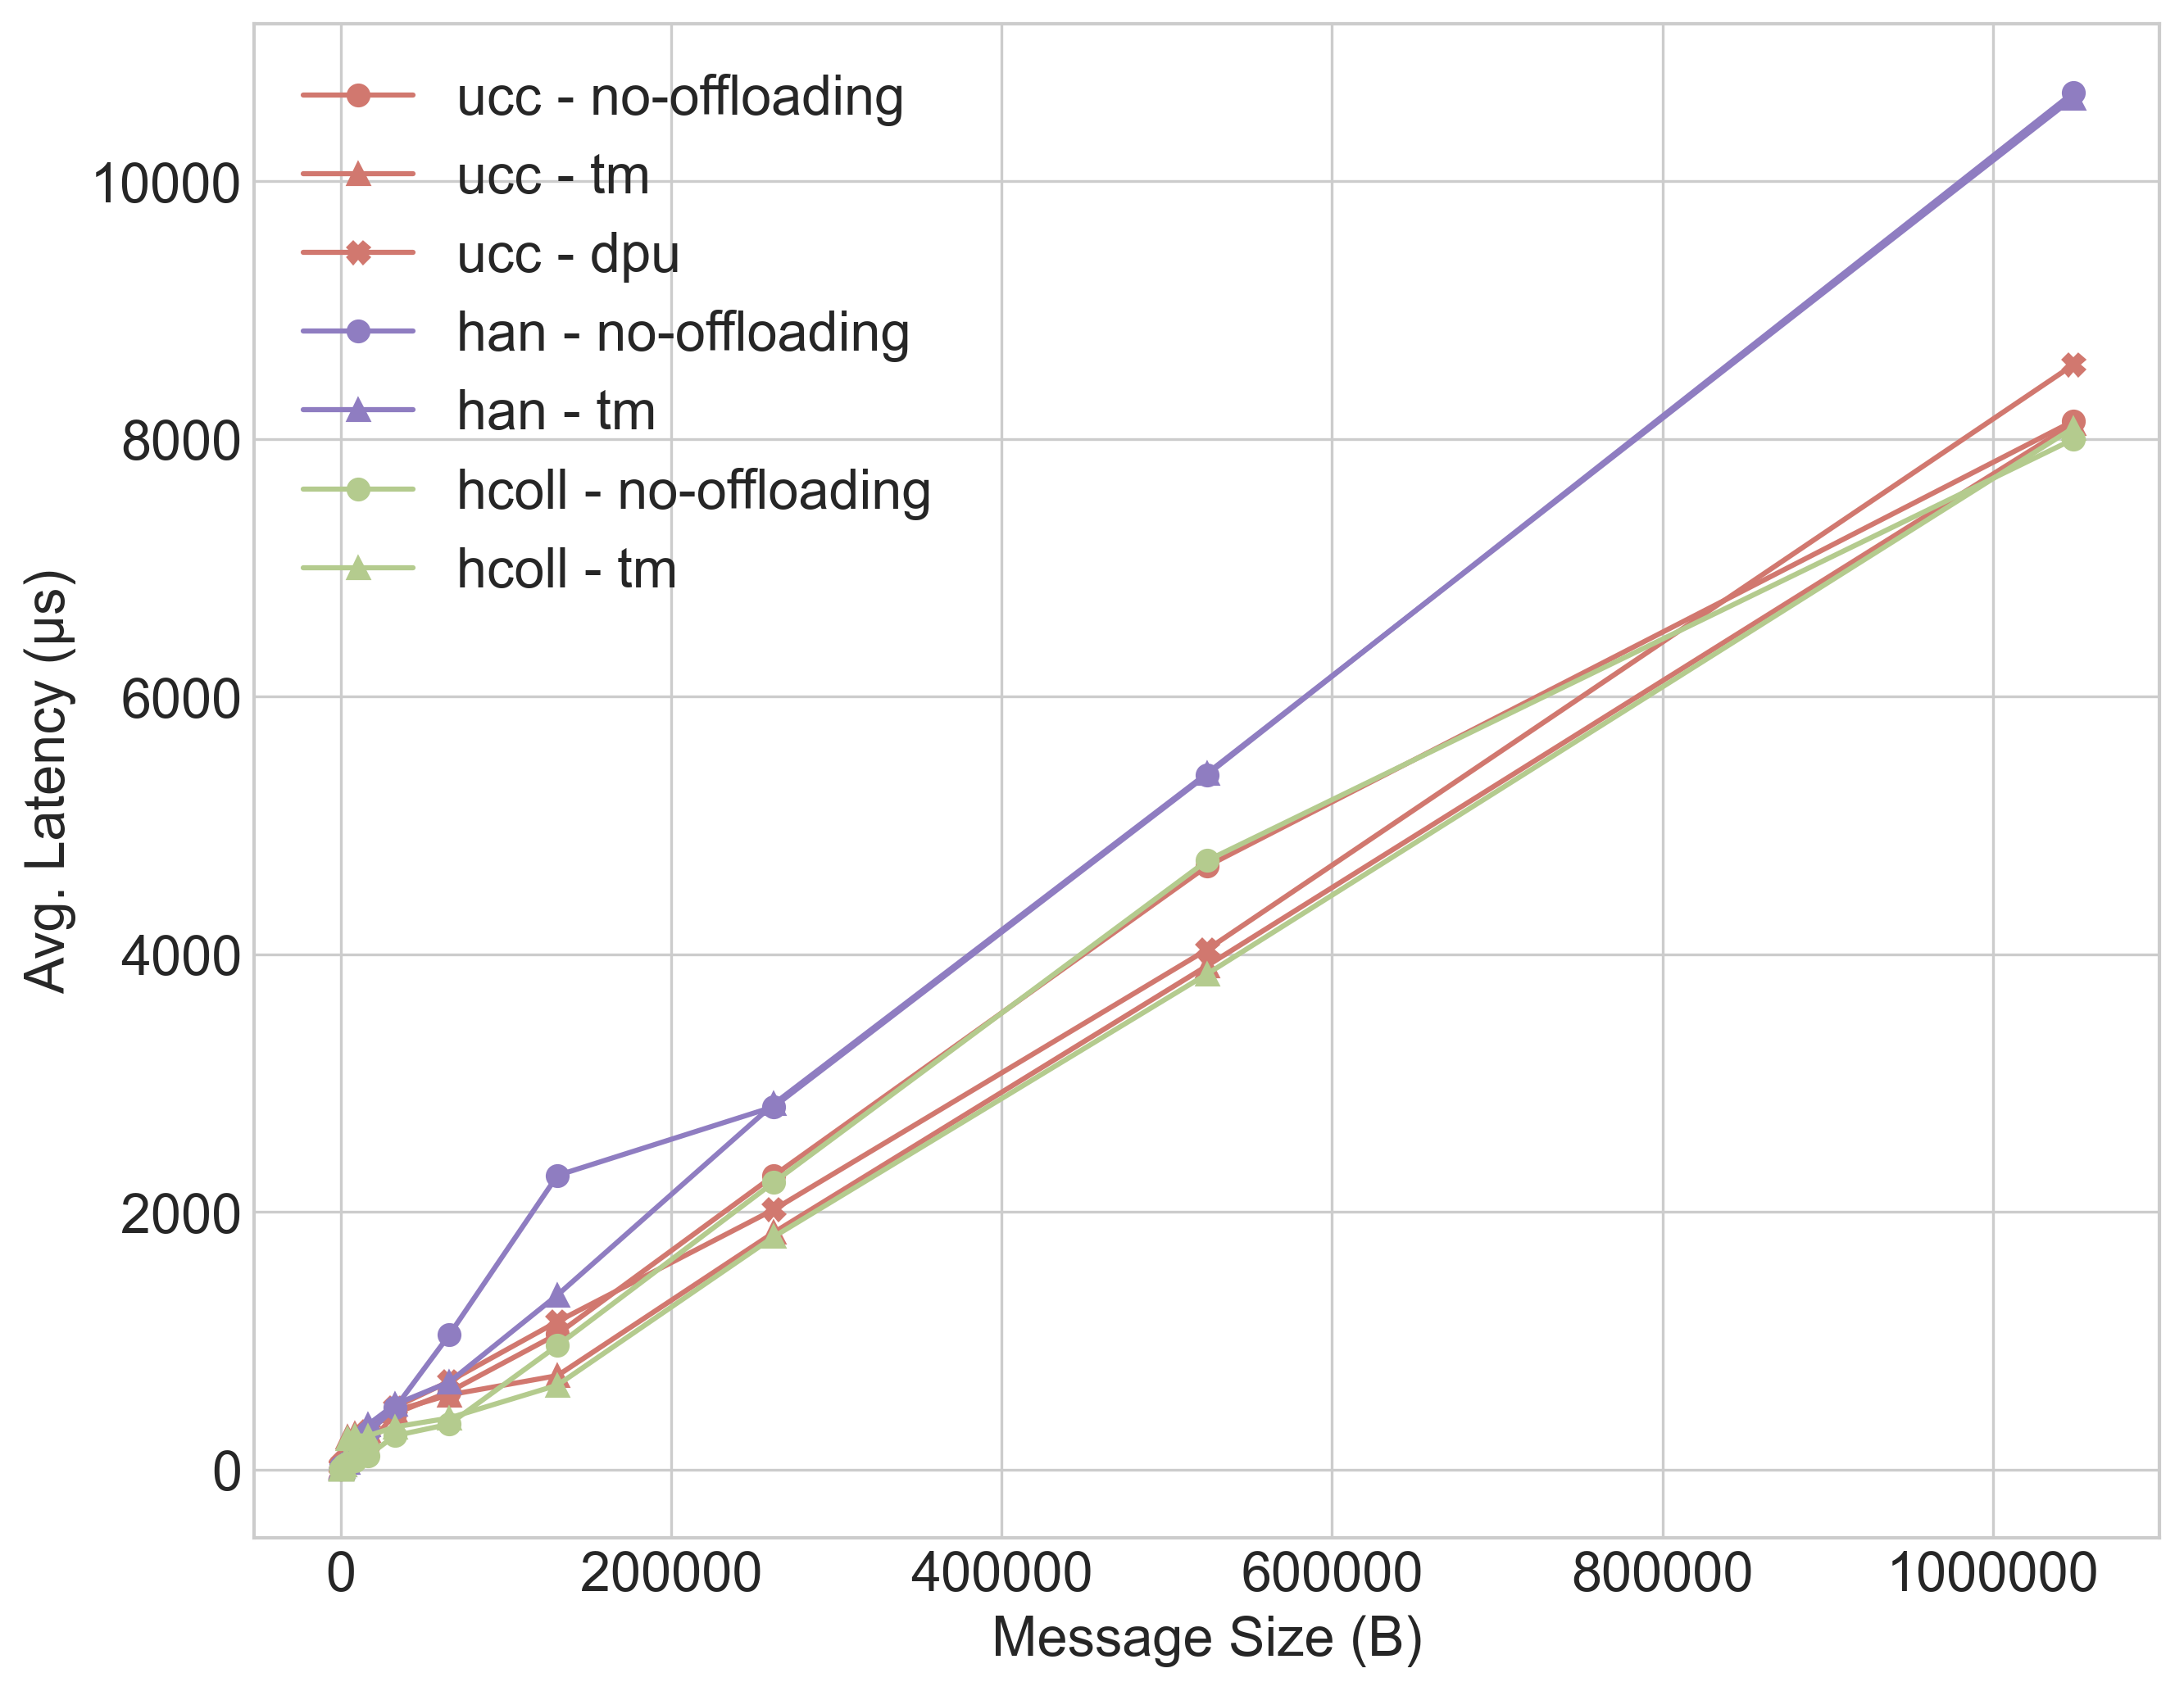 ucc - no-offloading
ucc - tm
ucc - dpu
han - no-offloading
han - tm
hcoll - no-offloading
hcoll - tm
10000
8000
6000
4000
2000
0
Avg. Latency (µs)
0 200000 400000 600000 800000 1000000
Message Size (B)